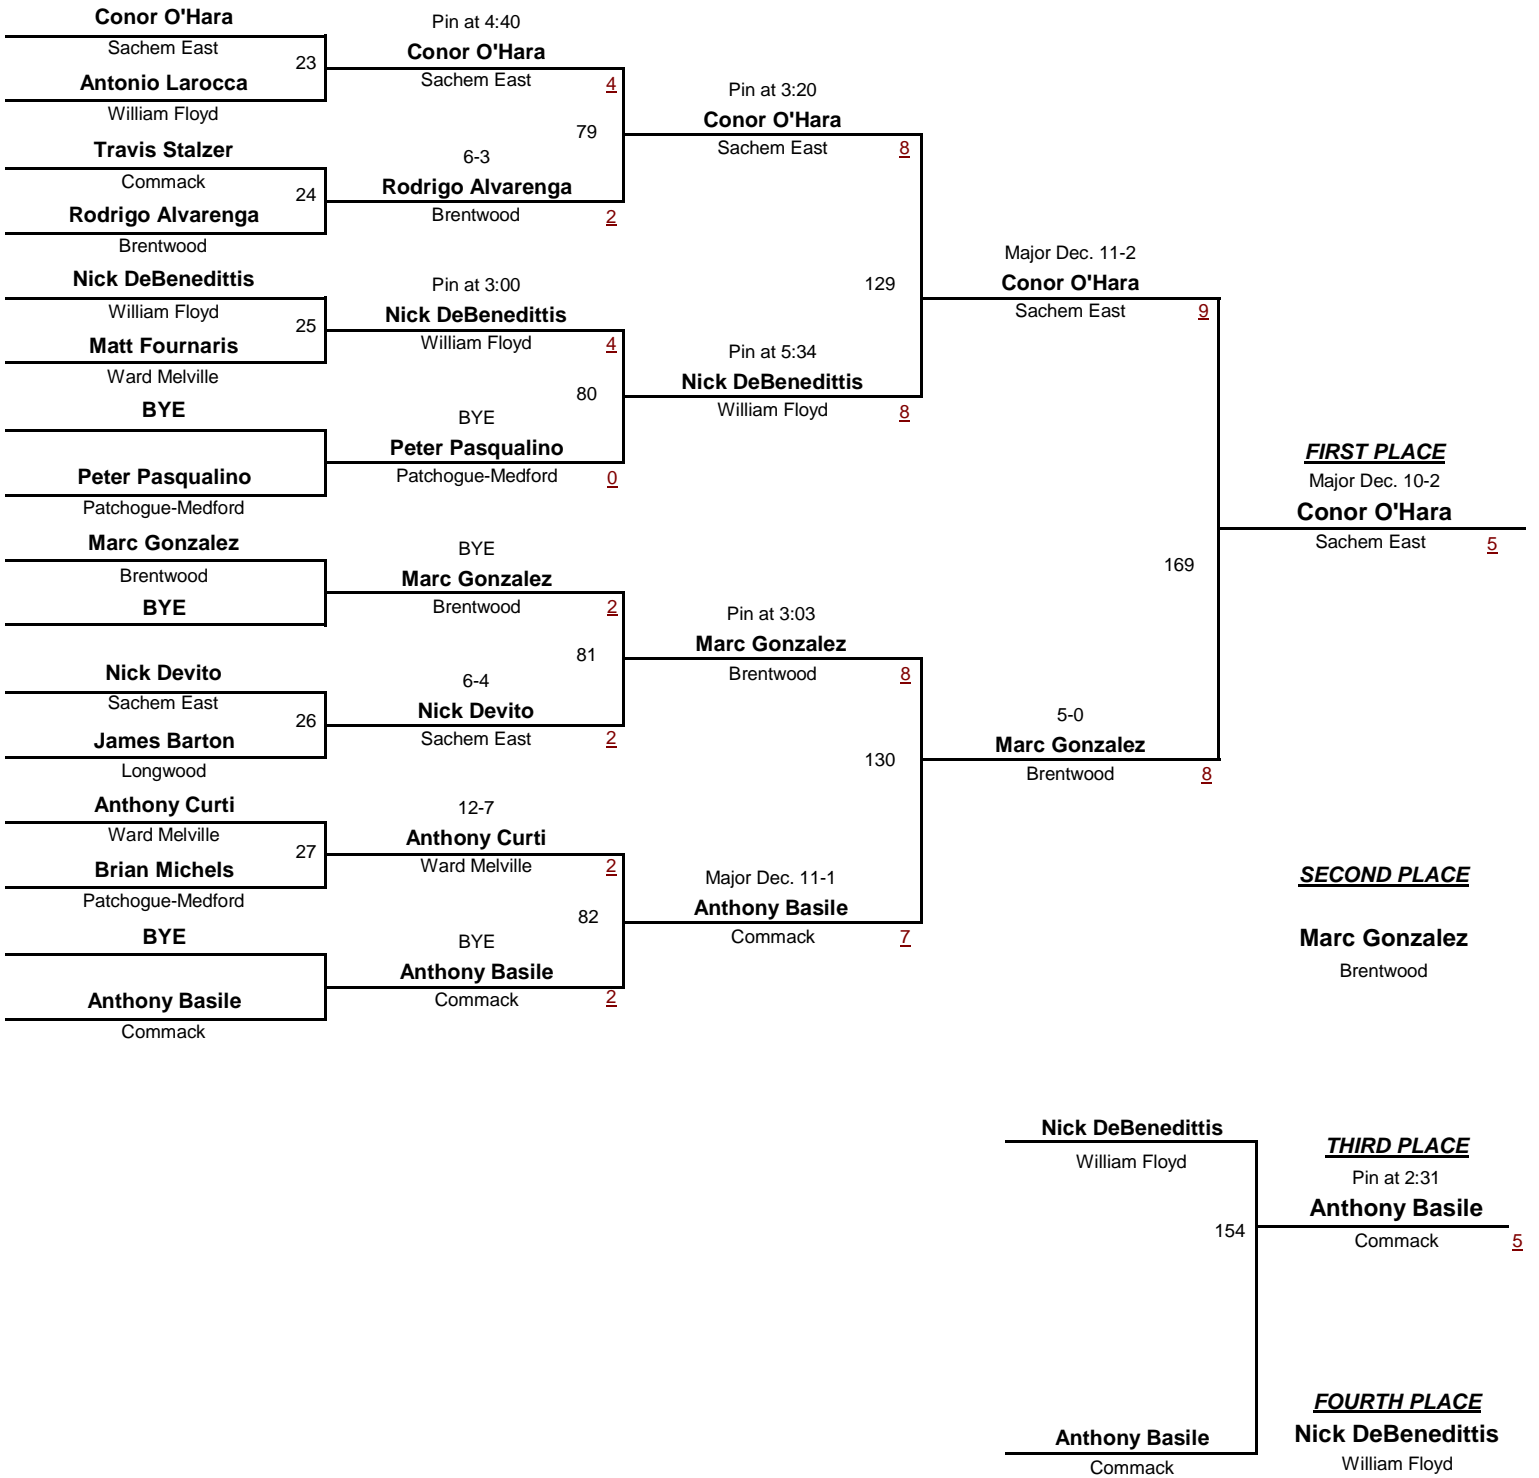 Conor O'Hara
Sachem East
23
Antonio Larocca
William Floyd
Travis Stalzer
Commack
24
Rodrigo Alvarenga
Brentwood
Nick DeBenedittis
William Floyd
25
Matt Fournaris
Ward Melville
BYE
Peter Pasqualino
Patchogue-Medford
Marc Gonzalez
Brentwood
BYE
Nick Devito
Sachem East
26
James Barton
Longwood
Anthony Curti
Ward Melville
27
Brian Michels
Patchogue-Medford
BYE
Anthony Basile
Commack
Pin at 4:40
Conor O'Hara
Sachem East
4
79
6-3
Rodrigo Alvarenga
Brentwood
2
Pin at 3:00
Nick DeBenedittis
William Floyd
4
80
BYE
Peter Pasqualino
Patchogue-Medford
0
BYE
Marc Gonzalez
Brentwood
2
81
6-4
Nick Devito
Sachem East
2
12-7
Anthony Curti
Ward Melville
2
82
BYE
Anthony Basile
Commack
2
Pin at 3:20
Conor O'Hara
Sachem East
8
129
Pin at 5:34
Nick DeBenedittis
William Floyd
8
Pin at 3:03
Marc Gonzalez
Brentwood
8
130
Major Dec. 11-1
Anthony Basile
Commack
7
Major Dec. 11-2
Conor O'Hara
Sachem East
9
169
5-0
Marc Gonzalez
Brentwood
8
FIRST PLACE
Major Dec. 10-2
Conor O'Hara
Sachem East
5
SECOND PLACE
Marc Gonzalez
Brentwood
Nick DeBenedittis
William Floyd
154
Anthony Basile
Commack
THIRD PLACE
Pin at 2:31
Anthony Basile
Commack
5
FOURTH PLACE
Nick DeBenedittis
William Floyd